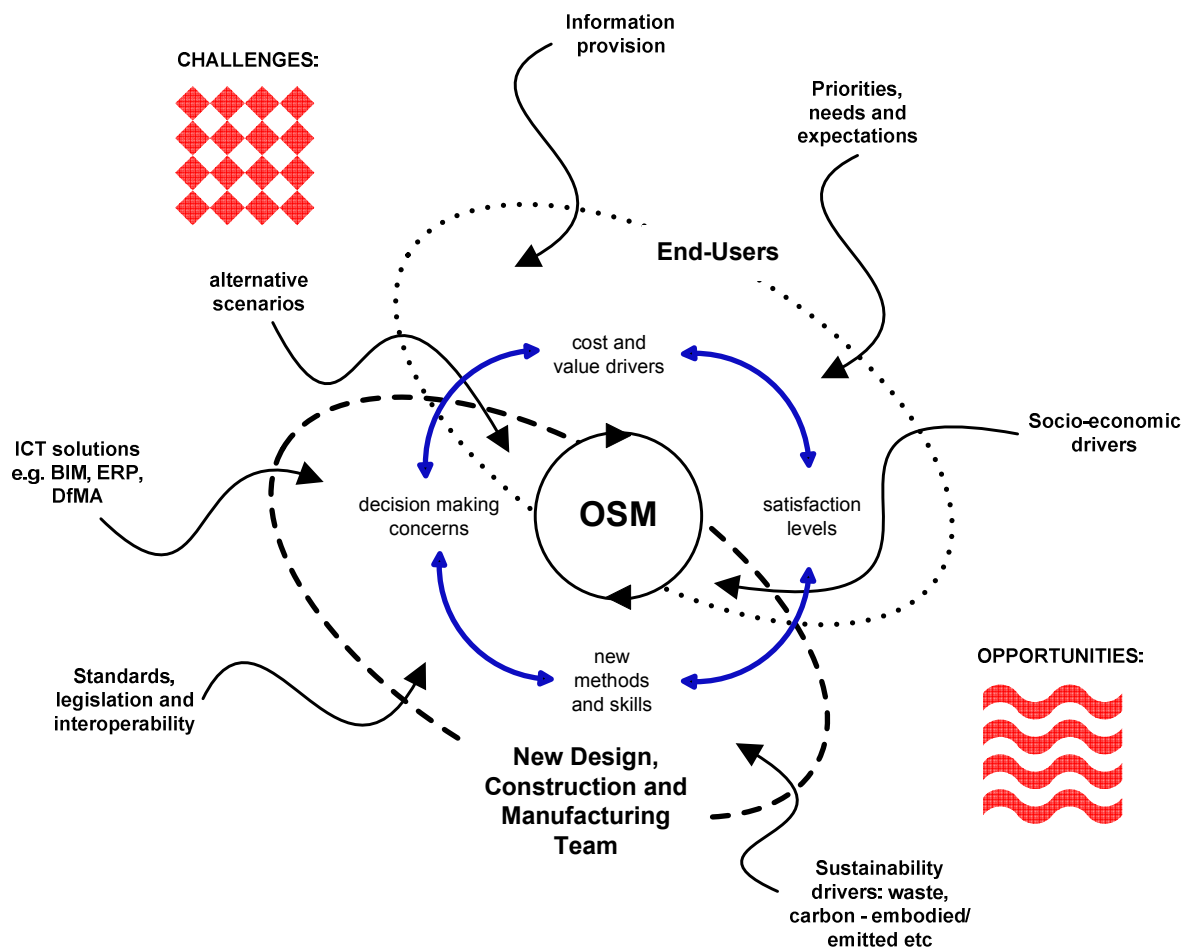 Information
provision
CHALLENGES:
Priorities,
needs and
expectations
End-Users
alternative
scenarios
cost and
value drivers
Socio-economic
drivers
ICT solutions
e.g. BIM, ERP,
DfMA
decision making
concerns
OSM
satisfaction
levels
new
methods
and skills
Standards,
legislation and
interoperability
OPPORTUNITIES:
New Design,
Construction and
Manufacturing
Team
Sustainability
drivers: waste,
carbon - embodied/
emitted etc